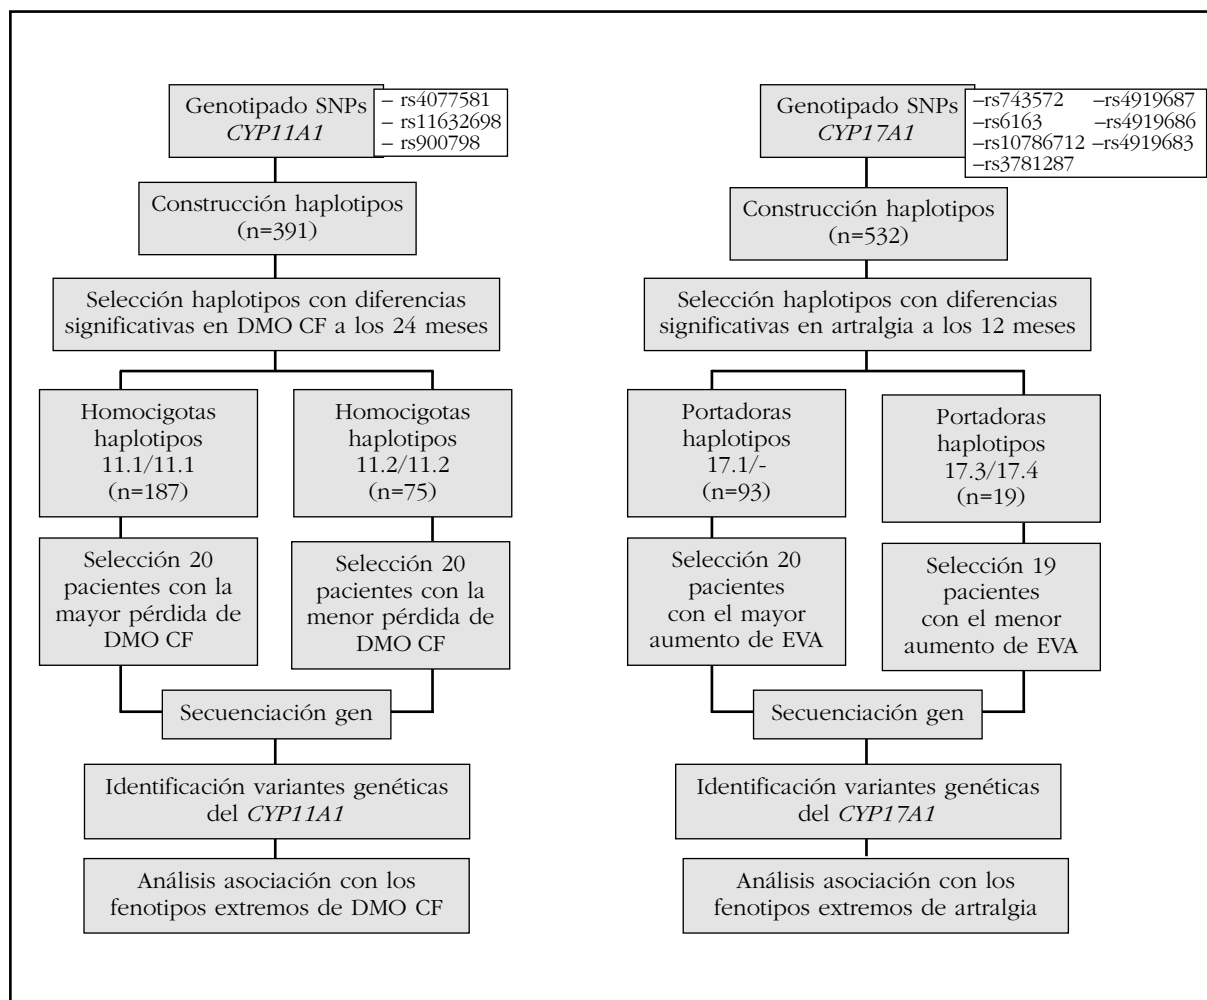 Genotipado SNPs
CYP11A1
– rs4077581
– rs11632698
– rs900798
Construcción haplotipos
(n=391)
Selección haplotipos con diferencias
significativas en DMO CF a los 24 meses
Homocigotas
haplotipos
11.1/11.1
(n=187)
Homocigotas
haplotipos
11.2/11.2
(n=75)
Selección 20
pacientes con la
mayor pérdida de
DMO CF
Selección 20
pacientes con la
menor pérdida de
DMO CF
Secuenciación gen
Identificación variantes genéticas
del CYP11A1
Análisis asociación con los
fenotipos extremos de DMO CF
Genotipado SNPs
CYP17A1
–rs743572 –rs4919687
–rs6163 –rs4919686
–rs10786712 –rs4919683
–rs3781287
Construcción haplotipos
(n=532)
Selección haplotipos con diferencias
significativas en artralgia a los 12 meses
Portadoras
haplotipos
17.1/-
(n=93)
Portadoras
haplotipos
17.3/17.4
(n=19)
Selección 20
pacientes
con el mayor
aumento de EVA
Selección 19
pacientes
con el menor
aumento de EVA
Secuenciación gen
Identificación variantes genéticas
del CYP17A1
Análisis asociación con los
fenotipos extremos de artralgia